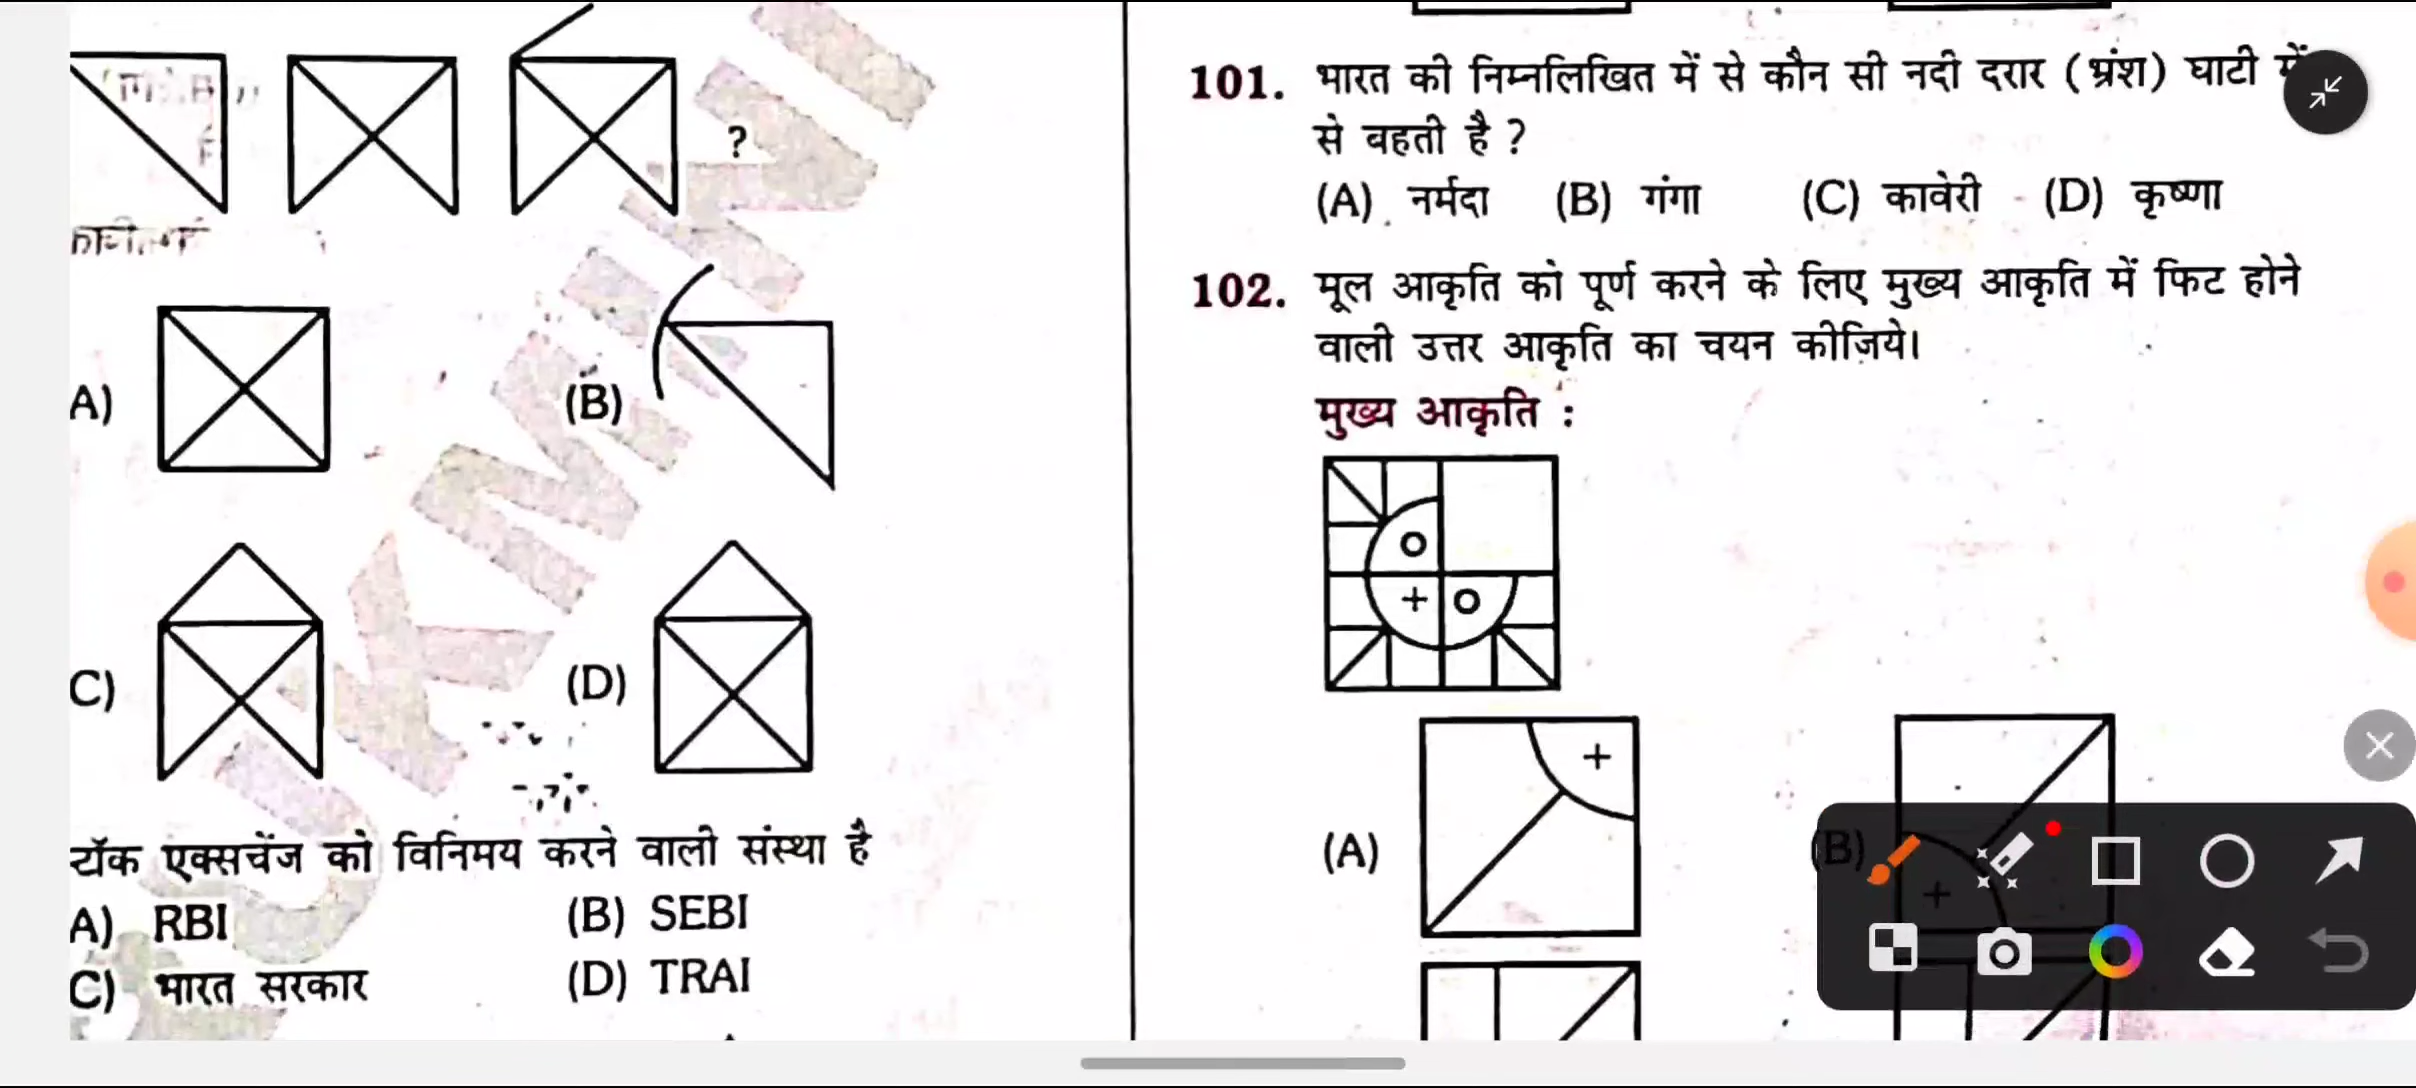 ?
A)
(B)
C)
(D)
टॉक एक्सचेंज को विनिमय करने वाली संस्था है
A) RBI (B) SEBI
C) भारत सरकार (D) TRAI
101. भारत की निम्नलिखित में से कौन सी नदी दरार (भ्रंश) घाटी में
से बहती है ?
(A) नर्मदा (B) गंगा (C) कावेरी (D) कृष्णा
102. मूल आकृति को पूर्ण करने के लिए मुख्य आकृति में फिट होने
वाली उत्तर आकृति का चयन कीजिये।
मुख्य आकृति :
(A)
(B)